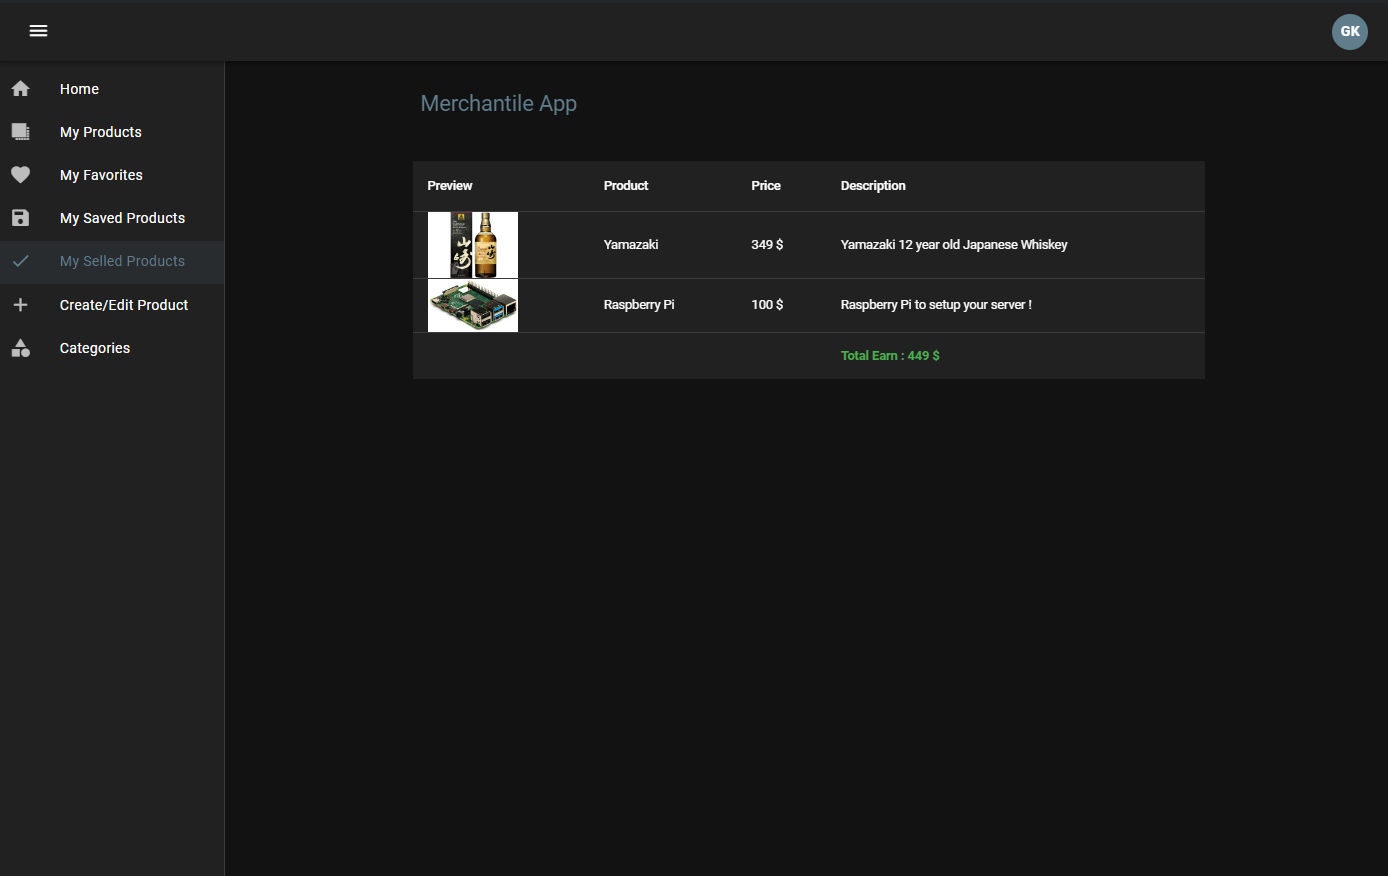 GK
Home
My Products
My Favorites
My Saved Products
My Selled Products
Create/Edit Product
Categories
Merchantile App
Preview Product Price Description
山崎
Yamazaki 349 $ Yamazaki 12 year old Japanese Whiskey
Raspberry Pi 100 $ Raspberry Pi to setup your server !
Total Earn : 449 $